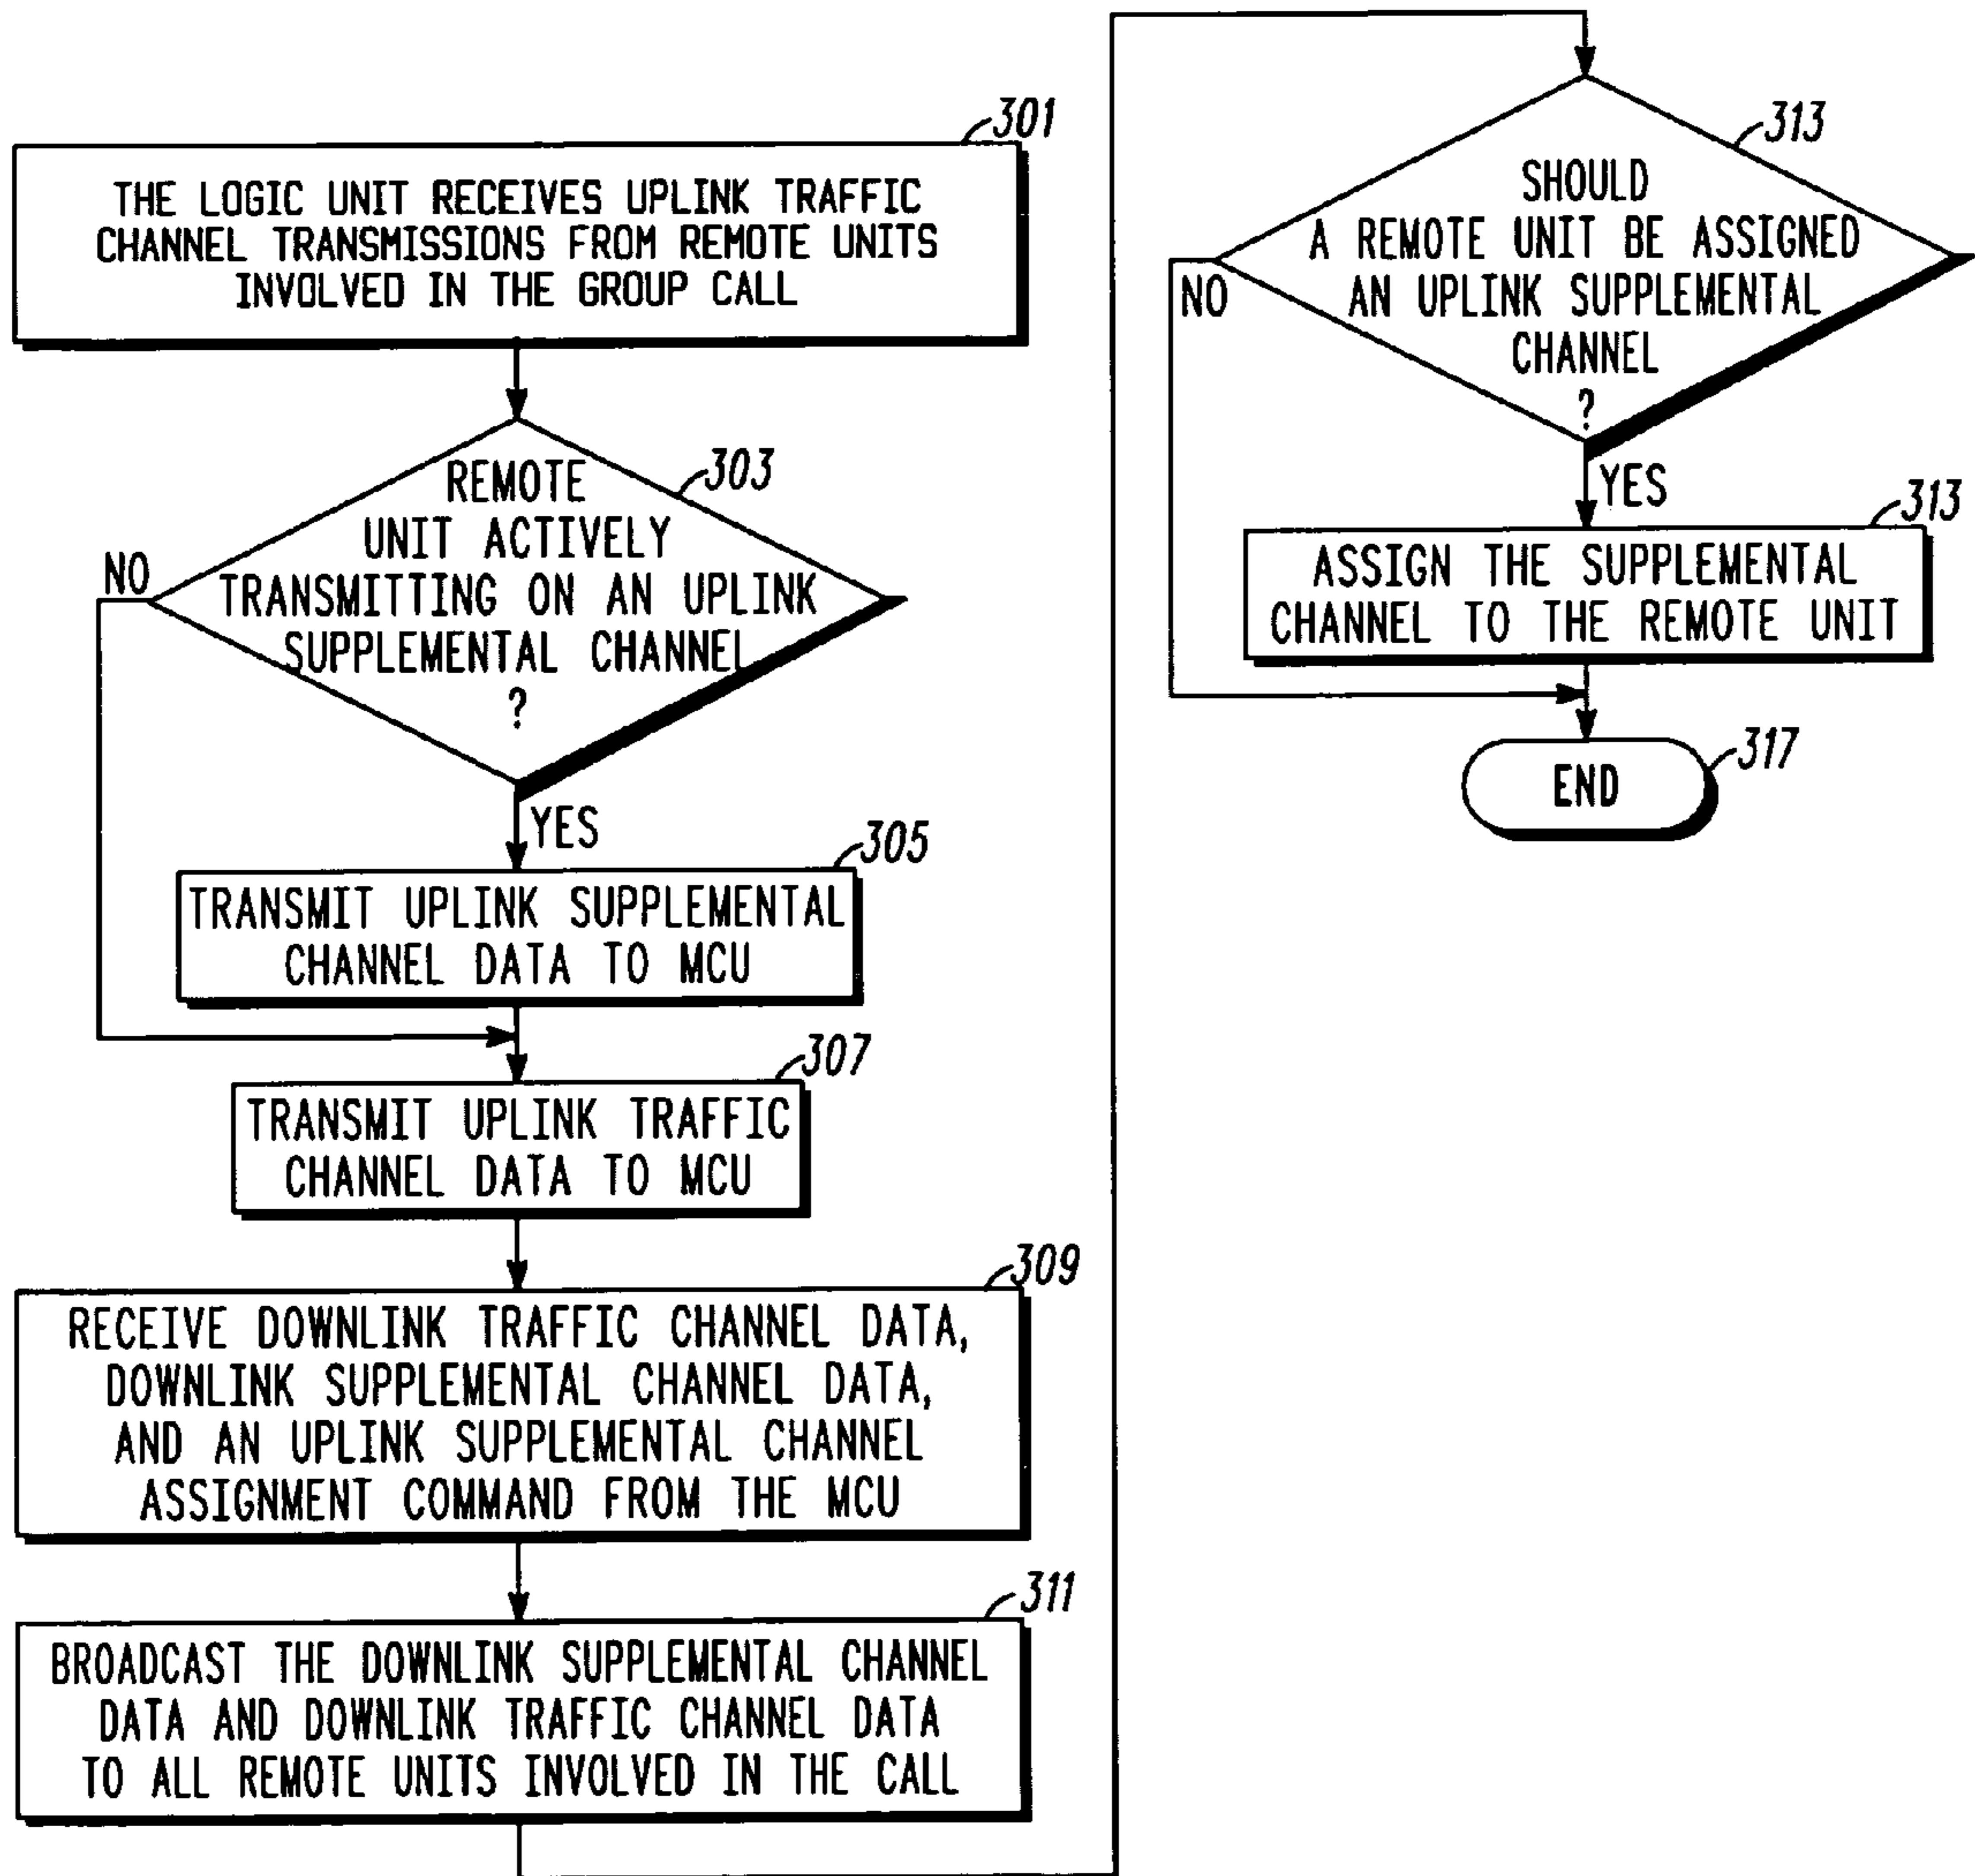 301
THE LOGIC UNIT RECEIVES UPLINK TRAFFIC
CHANNEL TRANSMISSIONS FROM REMOTE UNITS
INVOLVED IN THE GROUP CALL
303
REMOTE
UNIT ACTIVELY
TRANSMITTING ON AN UPLINK
SUPPLEMENTAL CHANNEL
?
NO
YES
305
TRANSMIT UPLINK SUPPLEMENTAL
CHANNEL DATA TO MCU
307
TRANSMIT UPLINK TRAFFIC
CHANNEL DATA TO MCU
309
RECEIVE DOWNLINK TRAFFIC CHANNEL DATA,
DOWNLINK SUPPLEMENTAL CHANNEL DATA,
AND AN UPLINK SUPPLEMENTAL CHANNEL
ASSIGNMENT COMMAND FROM THE MCU
311
BROADCAST THE DOWNLINK SUPPLEMENTAL CHANNEL
DATA AND DOWNLINK TRAFFIC CHANNEL DATA
TO ALL REMOTE UNITS INVOLVED IN THE CALL
313
SHOULD
A REMOTE UNIT BE ASSIGNED
AN UPLINK SUPPLEMENTAL
CHANNEL
?
NO
YES
313
ASSIGN THE SUPPLEMENTAL
CHANNEL TO THE REMOTE UNIT
317
END